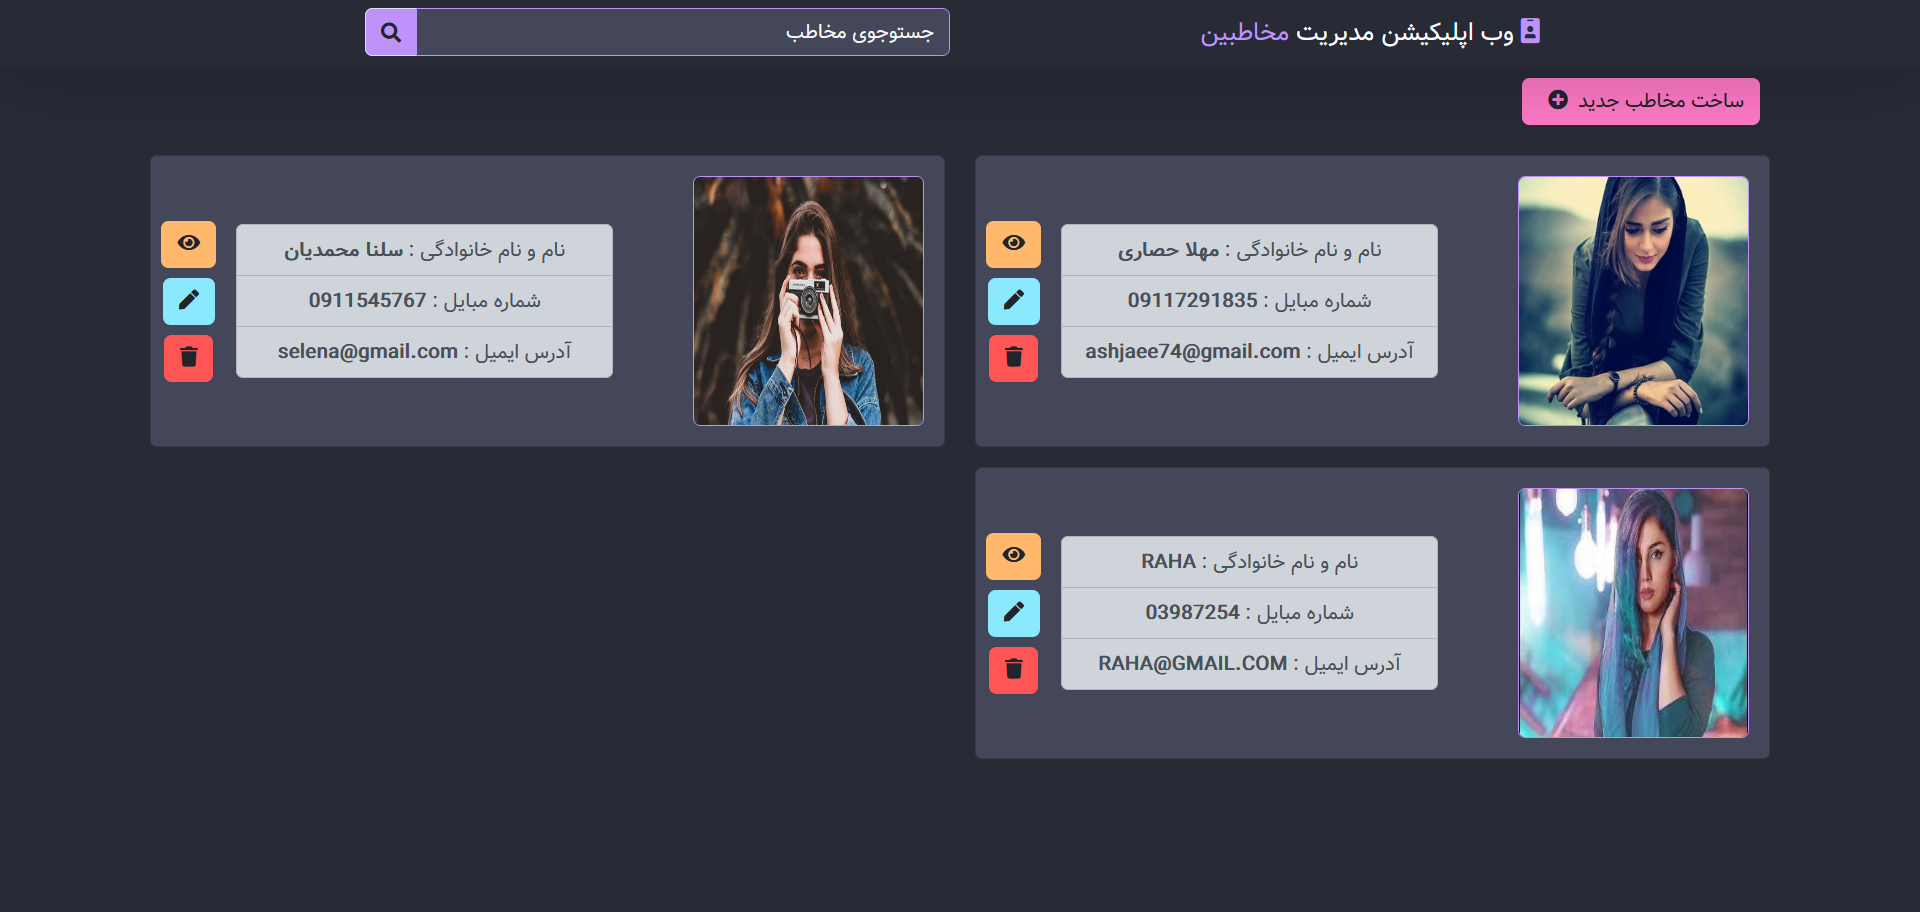 وب اپلیکیشن مدیریت مخاطبین
جستوجوی مخاطب
ساخت مخاطب جدید
نام و نام خانوادگی : مهلا حصاری
شماره مبایل : 09117291835
آدرس ایمیل : ashjaee74@gmail.com
نام و نام خانوادگی : سلنا محمدیان
شماره مبایل : 0911545767
آدرس ایمیل : selena@gmail.com
نام و نام خانوادگی : RAHA
شماره مبایل : 03987254
آدرس ایمیل : RAHA@GMAIL.COM